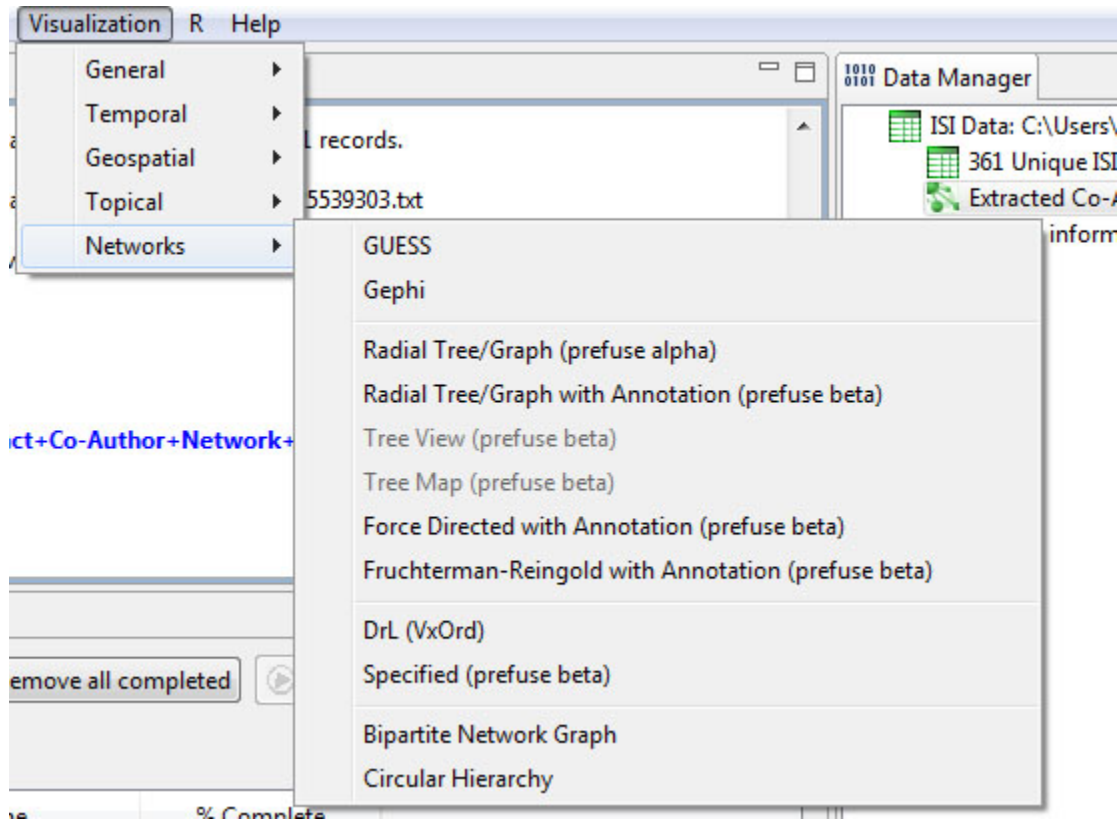 Visualization R Help
General
Temporal
Geospatial
Topical
Networks
records.
5539303.txt
ct+Co-Author+Network+
1010
0101 Data Manager
ISI Data: C:\Users\
361 Unique ISI
Extracted Co-A
inform
GUESS
Gephi
Radial Tree/Graph (prefuse alpha)
Radial Tree/Graph with Annotation (prefuse beta)
Tree View (prefuse beta)
Tree Map (prefuse beta)
Force Directed with Annotation (prefuse beta)
Fruchterman-Reingold with Annotation (prefuse beta)
DrL (VxOrd)
Specified (prefuse beta)
Bipartite Network Graph
Circular Hierarchy
emove all completed
% Complete